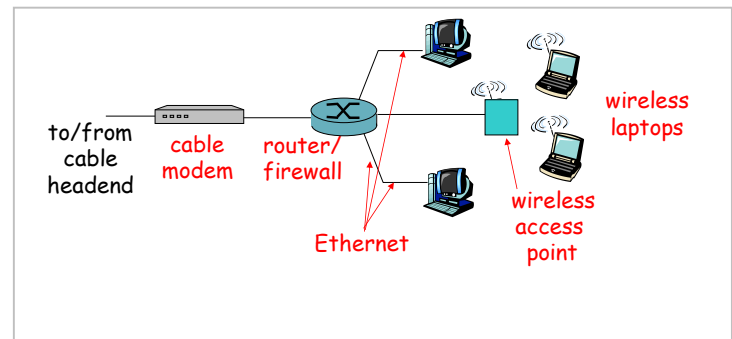 to/from
cable
headend
cable
modem
router/
firewall
Ethernet
wireless
access
point
wireless
laptops